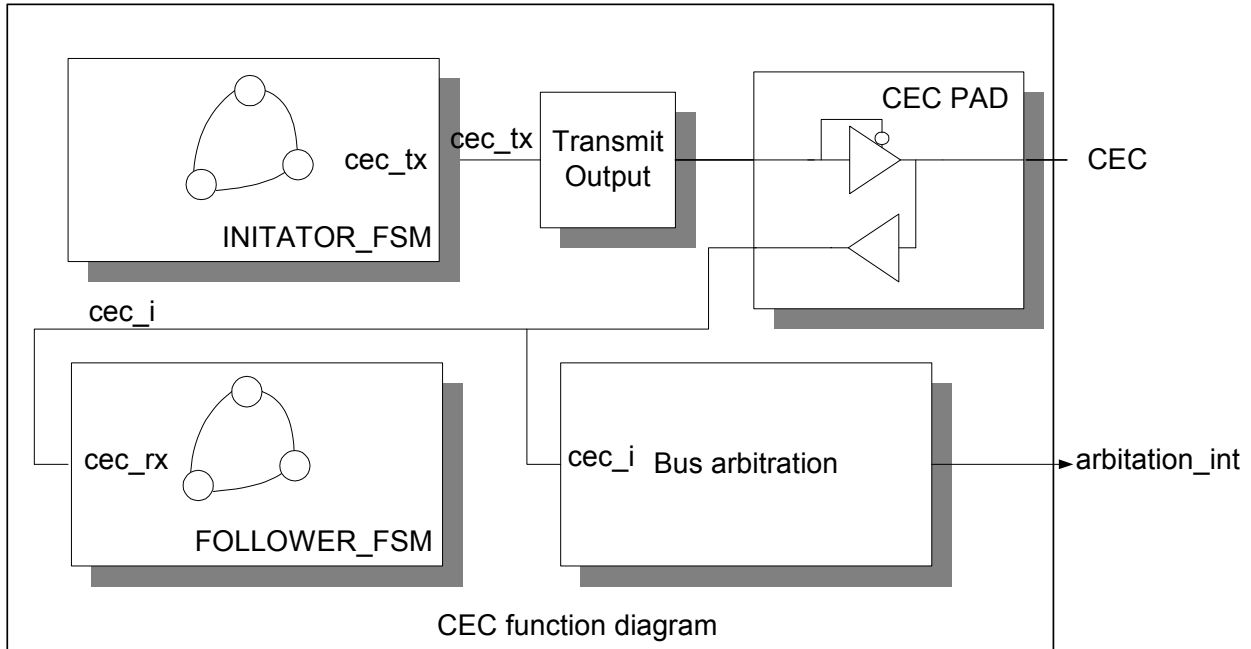 CEC PAD
cec_tx
cec_tx
Transmit
Output
CEC
INITATOR_FSM
cec_i
cec_rx
cec_i
Bus arbitration
arbitation_int
FOLLOWER_FSM
CEC function diagram